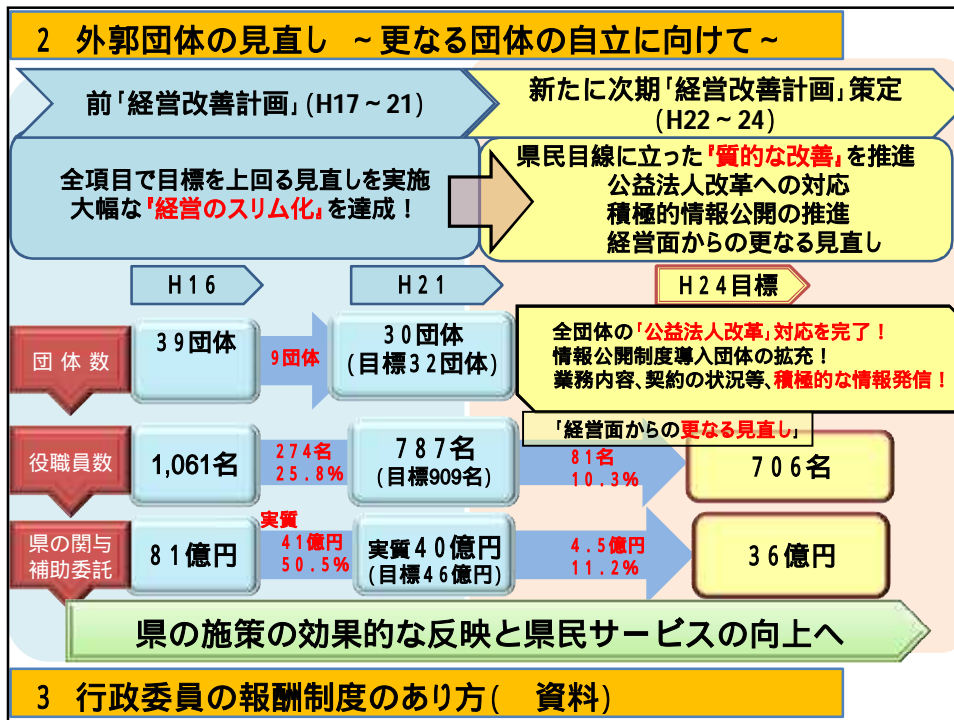 2 外郭団体の見直し ~更なる団体の自立に向けて~
前「経営改善計画」(H17~21)
新たに次期「経営改善計画」策定
(H22~24)
全項目で目標を上回る見直しを実施
大幅な『経営のスリム化』を達成!
県民目線に立った『質的な改善』を推進
公益法人改革への対応
積極的情報公開の推進
経営面からの更なる見直し
H16
H21
H24目標
団体数
39団体
9団体
30団体
(目標32団体)
全団体の「公益法人改革」対応を完了!
情報公開制度導入団体の拡充!
業務内容、契約の状況等、積極的な情報発信!
「経営面からの更なる見直し」
役職員数
1,061名
274名
25.8%
787名
(目標909名)
81名
10.3%
706名
県の関与
補助委託
81億円
実質
41億円
50.5%
実質40億円
(目標46億円)
4.5億円
11.2%
36億円
県の施策の効果的な反映と県民サービスの向上へ
3 行政委員の報酬制度のあり方( 資料)